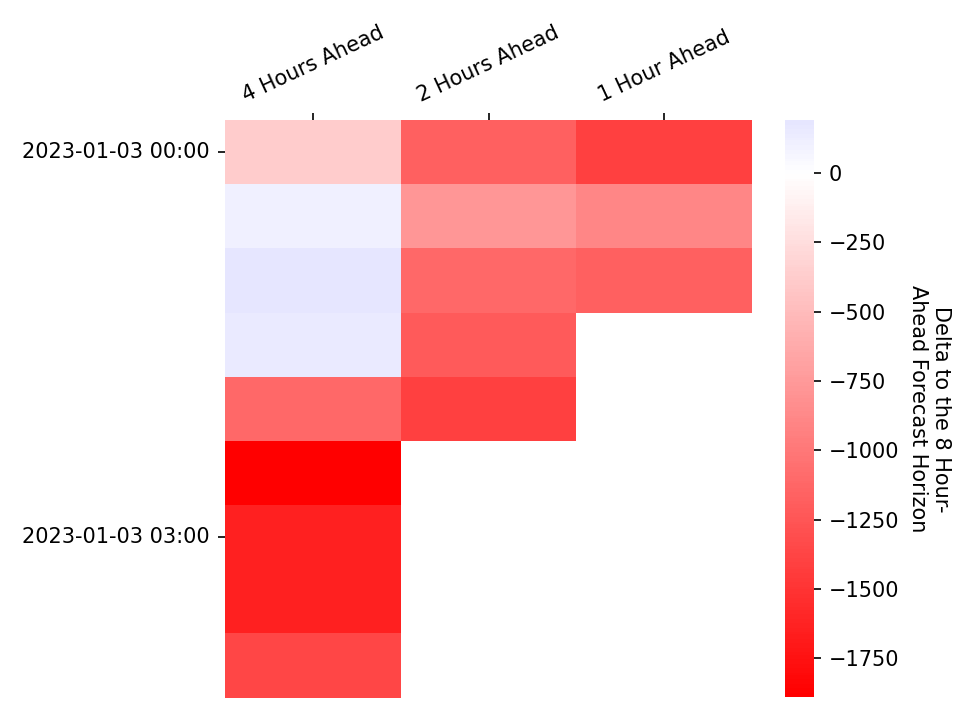 4 Hours Ahead
2 Hours Ahead
1 Hour Ahead
2023-01-03 00:00
2023-01-03 03:00
0
−250
−500
−750
−1000
−1250
−1500
−1750
Delta to the 8 Hour-
Ahead Forecast Horizon